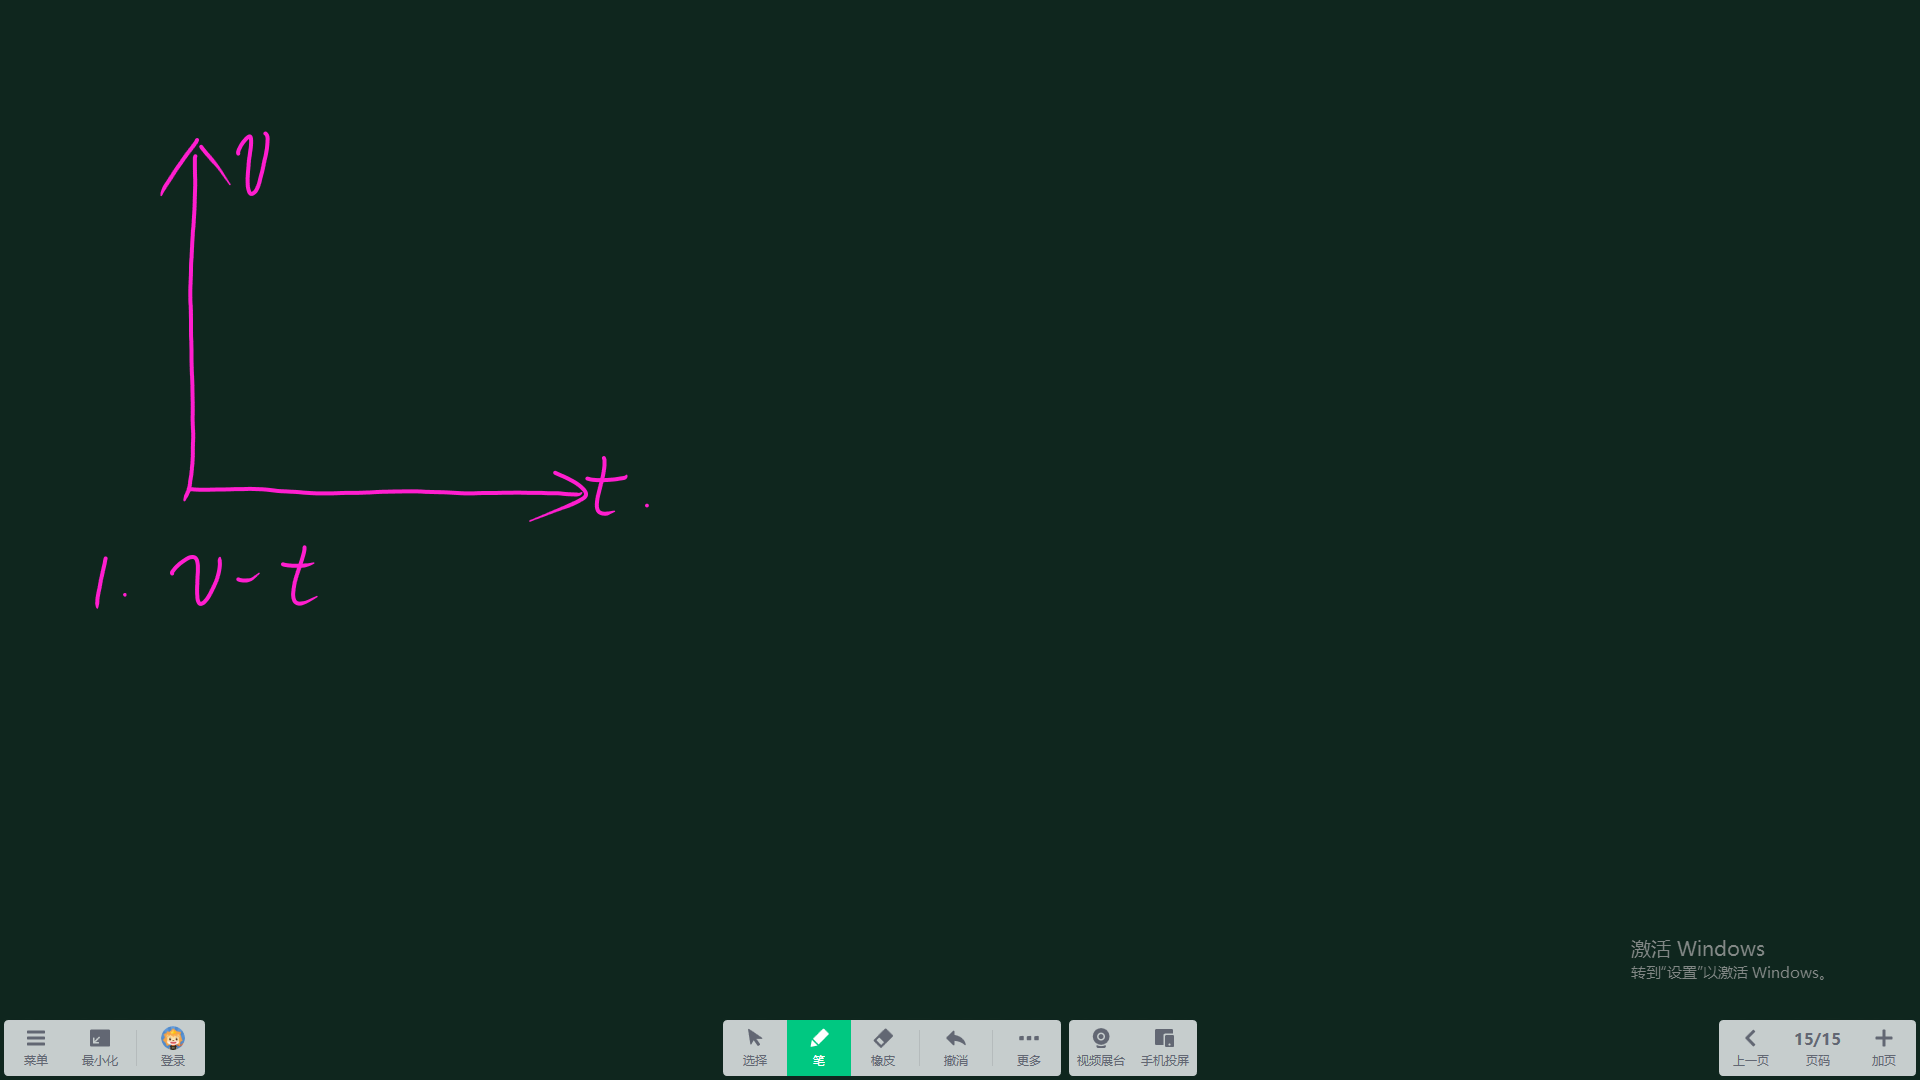 v
t.
1. v-t
激活 Windows
转到“设置”以激活 Windows。
菜单 最小化 登录 选择 笔 橡皮 撤消 更多 视频展台 手机投屏 上一页 15/15 页码 加页